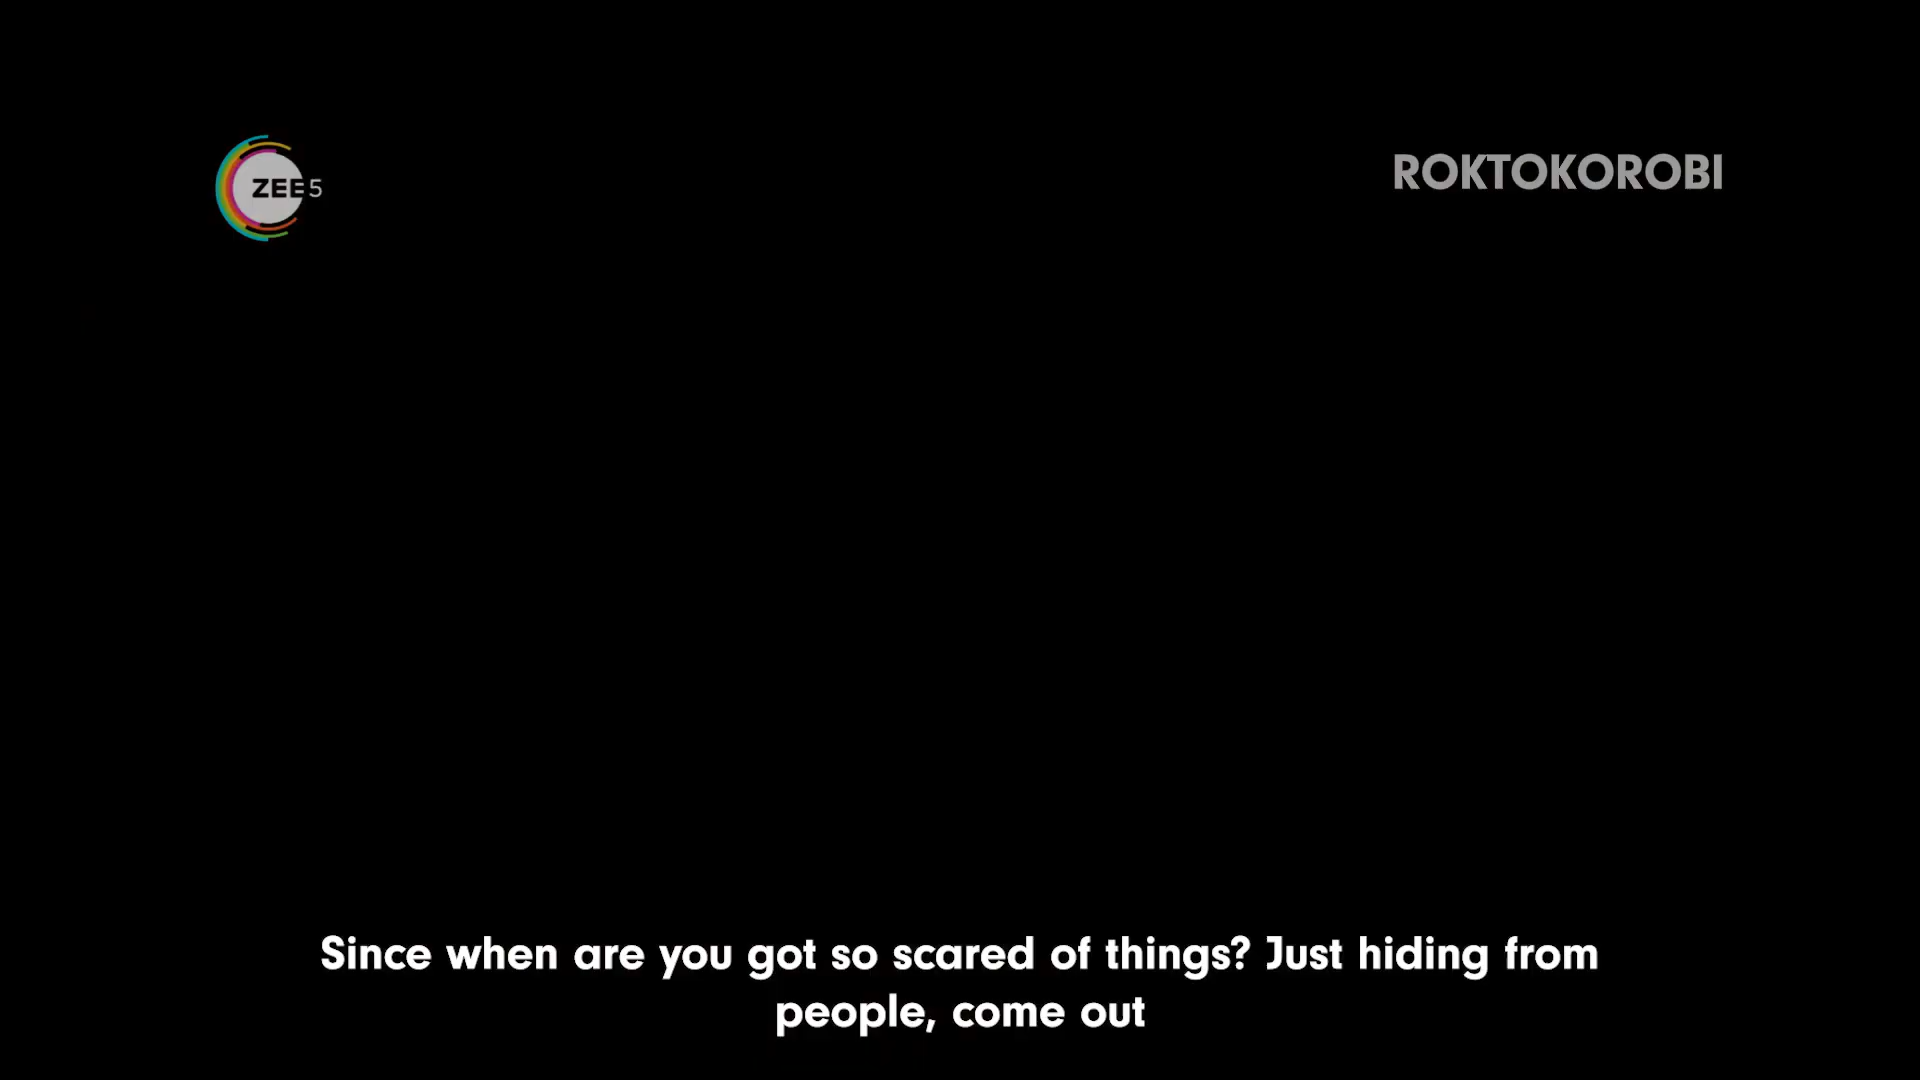 ZEE5
ROKTOKOROBI
Since when are you got so scared of things? Just hiding from
people, come out